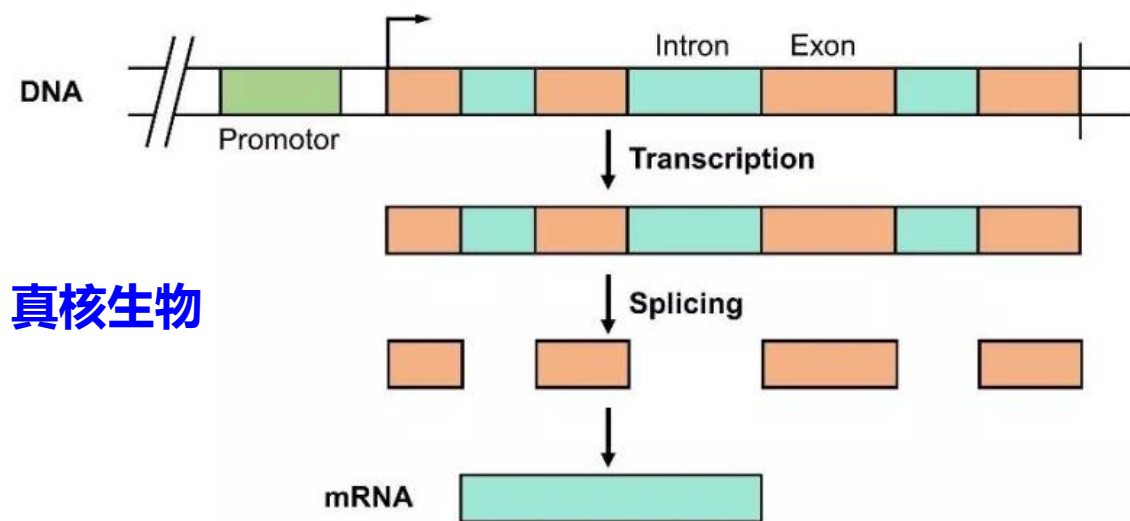 Intron
Exon
DNA
Promotor
Transcription
真核生物
Splicing
mRNA